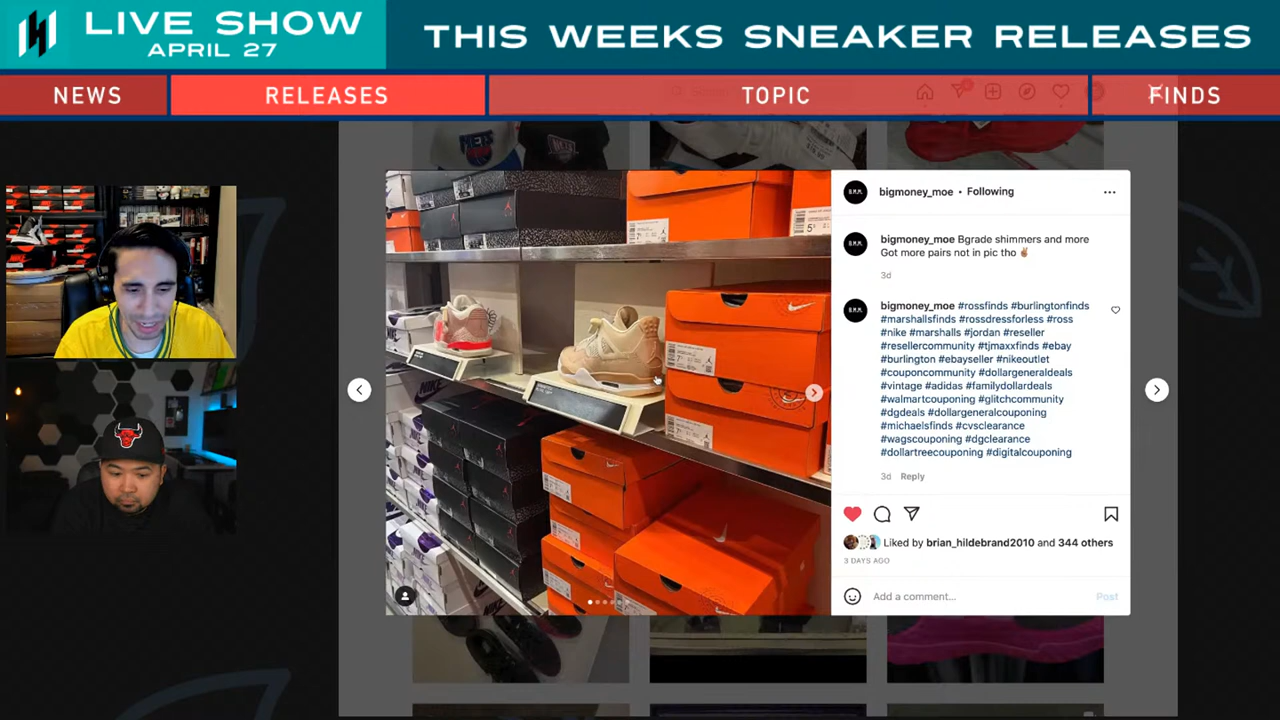 LIVE SHOW
APRIL 27
THIS WEEKS SNEAKER RELEASES
NEWS
RELEASES
TOPIC
FINDS
METS
bigmoney_moe • Following
bigmoney_moe Bgrade shimmers and more
Got more pairs not in pic tho ✌🏽
3d
bigmoney_moe #rossfinds #burlingtonfinds
#marshallsfinds #rossdressforless #ross
#nike #marshalls #jordan #reseller
#resellercommunity #tjmaxxfinds #ebay
#burlington #ebayseller #nikeoutlet
#couponcommunity #dollargeneraldeals
#vintage #adidas #familydollardeals
#walmartcouponing #glitchcommunity
#dgdeals #dollargeneralcouponing
#michaelsfinds #cvsclearance
#wagscouponing #dgclearance
#dollartreecouponing #digitalcouponing
3d Reply
Liked by brian_hildebrand2010 and 344 others
3 DAYS AGO
Add a comment...
Post